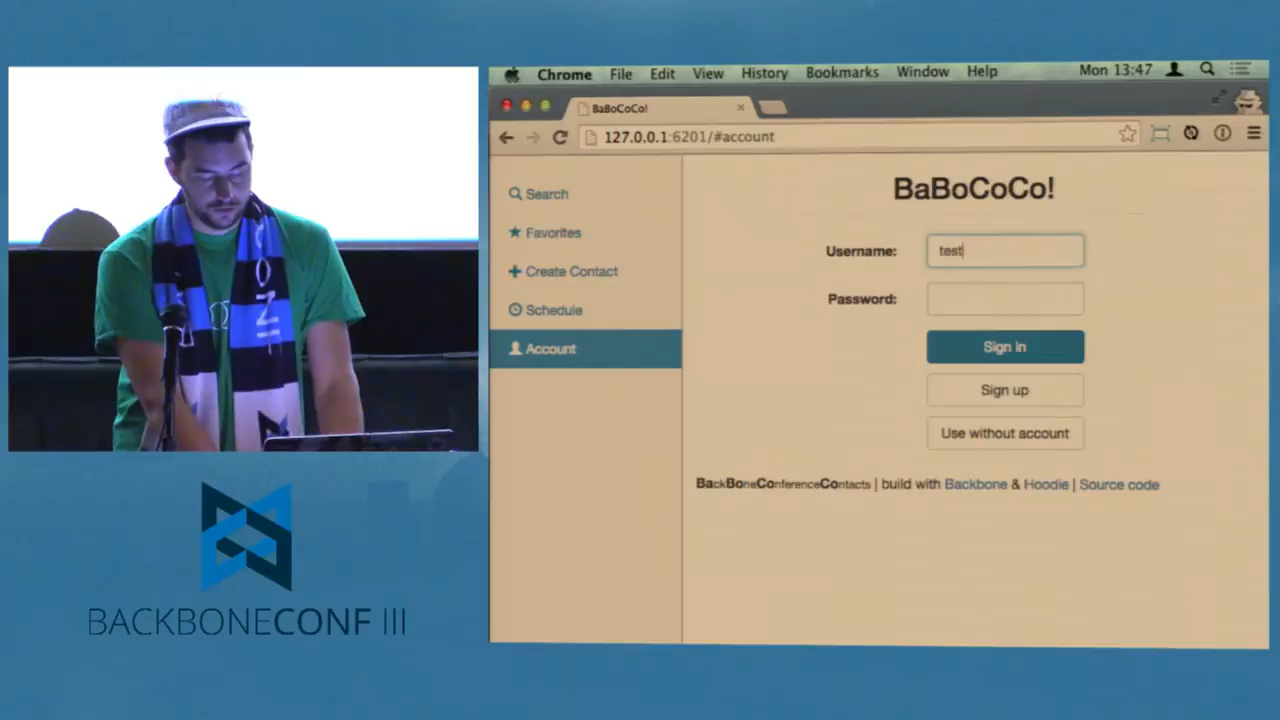 Chrome File Edit View History Bookmarks Window Help Mon 13:47
BaBoCoCo!
127.0.0.1:6201/#account
Search
Favorites
Create Contact
Schedule
Account
BaBoCoCo!
Username: test
Password:
Sign in
Sign up
Use without account
BackBoneConferenceContacts | build with Backbone & Hoodie | Source code
BACKBONECONF III